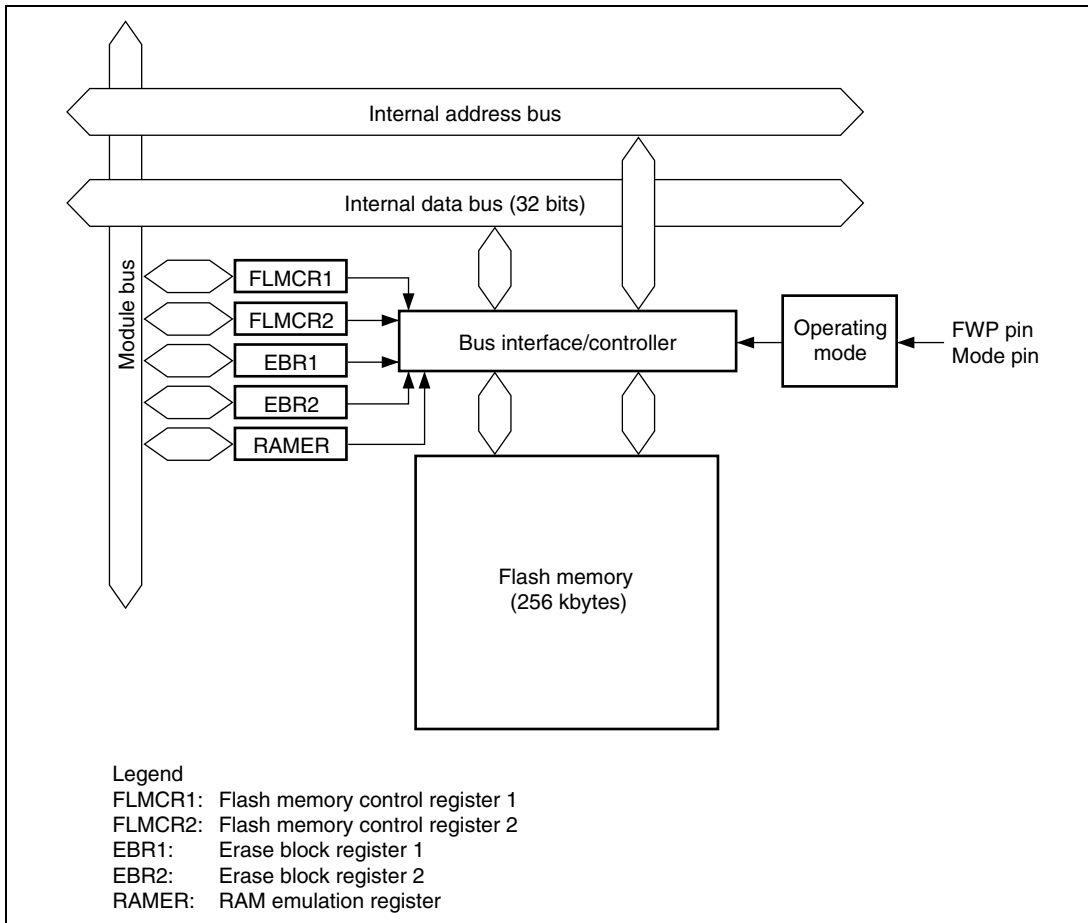 Internal address bus
Internal data bus (32 bits)
Module bus
FLMCR1
FLMCR2
EBR1
EBR2
RAMER
Bus interface/controller
Operating
mode
FWP pin
Mode pin
Flash memory
(256 kbytes)
Legend
FLMCR1: Flash memory control register 1
FLMCR2: Flash memory control register 2
EBR1: Erase block register 1
EBR2: Erase block register 2
RAMER: RAM emulation register